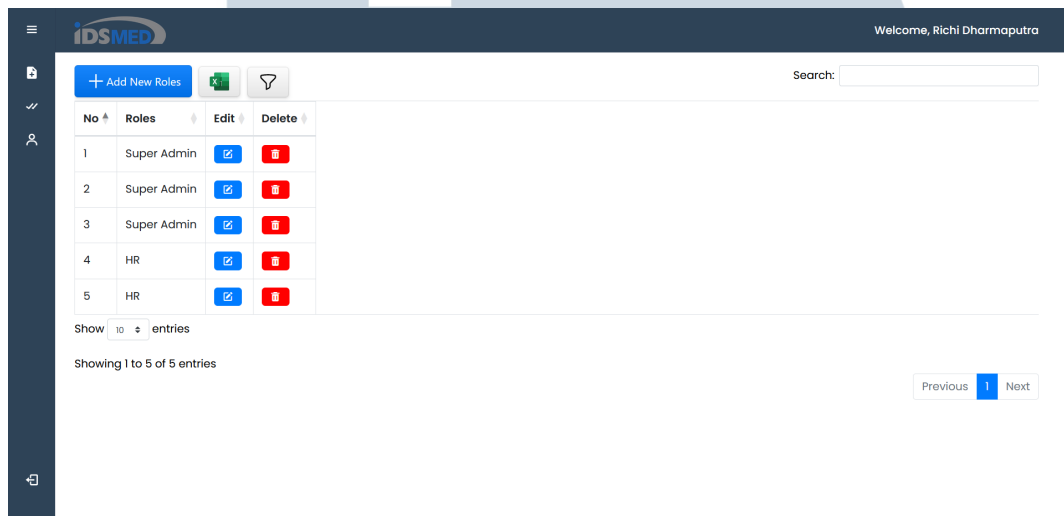 iDSMED
Welcome, Richi Dharmaputra
Add New Roles
Search:
No Roles Edit Delete
1 Super Admin
2 Super Admin
3 Super Admin
4 HR
5 HR
Show 10 entries
Showing 1 to 5 of 5 entries
Previous 1 Next